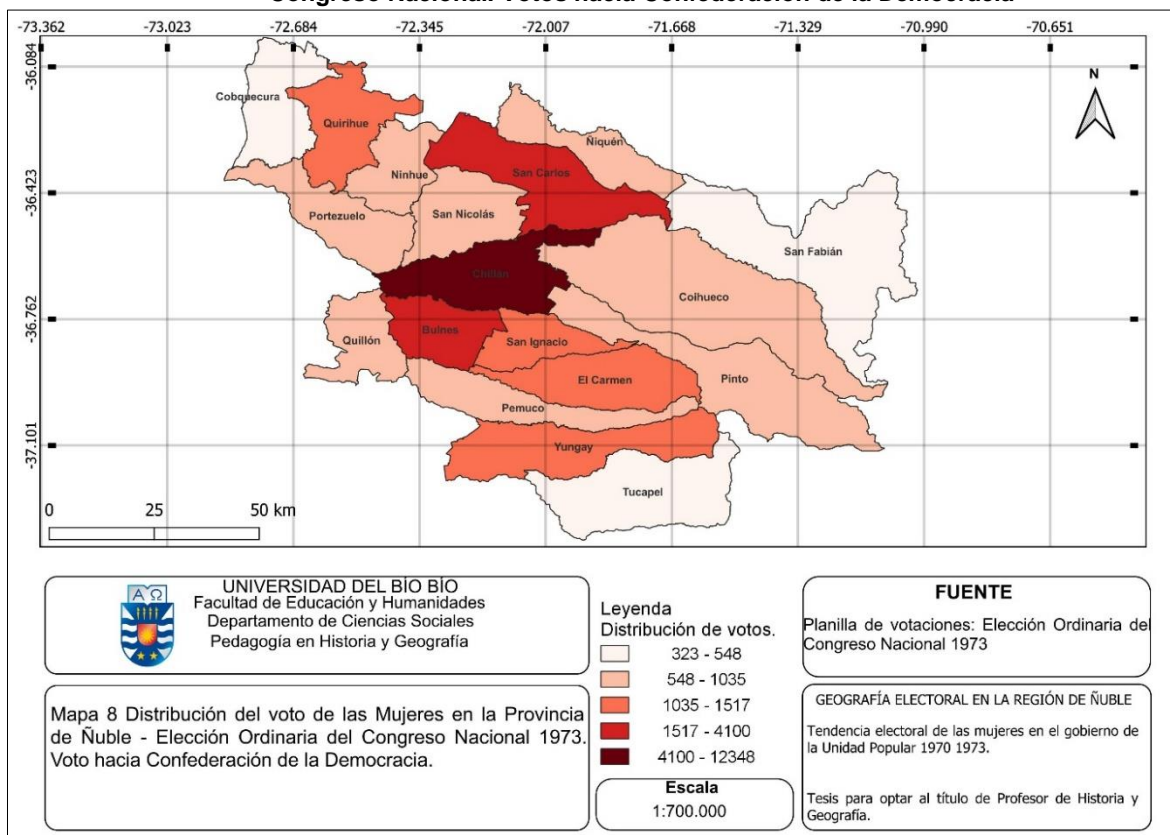 Congreso Nacional. Votos hacia Confederación de la Democracia
-73.362 -73.023 -72.684 -72.345 -72.007 -71.668 -71.329 -70.990 -70.651
-36.084
-36.423
-36.762
-37.101
N
Cobquecura
Quirihue
Ñiquén
Ninhue
San Carlos
Portezuelo
San Nicolás
San Fabián
Chillán
Coihueco
Bulnes
Quillón
San Ignacio
El Carmen
Pinto
Pemuco
Yungay
Tucapel
0 25 50 km
UNIVERSIDAD DEL BÍO BÍO
Facultad de Educación y Humanidades
Departamento de Ciencias Sociales
Pedagogía en Historia y Geografía
Α Ω
Mapa 8 Distribución del voto de las Mujeres en la Provincia
de Ñuble - Elección Ordinaria del Congreso Nacional 1973.
Voto hacia Confederación de la Democracia.
Leyenda
Distribución de votos.
323 - 548
548 - 1035
1035 - 1517
1517 - 4100
4100 - 12348
Escala
1:700.000
FUENTE
Planilla de votaciones: Elección Ordinaria del
Congreso Nacional 1973
GEOGRAFÍA ELECTORAL EN LA REGIÓN DE ÑUBLE
Tendencia electoral de las mujeres en el gobierno de
la Unidad Popular 1970 1973.
Tesis para optar al título de Profesor de Historia y
Geografía.